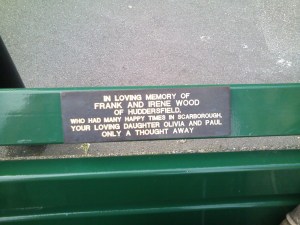 IN LOVING MEMORY OF
FRANK AND IRENE WOOD
OF HUDDERSFIELD,
WHO HAD MANY HAPPY TIMES IN SCARBOROUGH,
YOUR LOVING DAUGHTER OLIVIA AND PAUL
ONLY A THOUGHT AWAY